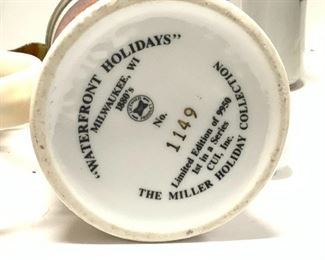 "WATERFRONT HOLIDAYS"
MILWAUKEE, WI
1880's
No.
1149
Limited Edition of 9950
1st in a Series
CUI, Inc.
THE MILLER HOLIDAY COLLECTION